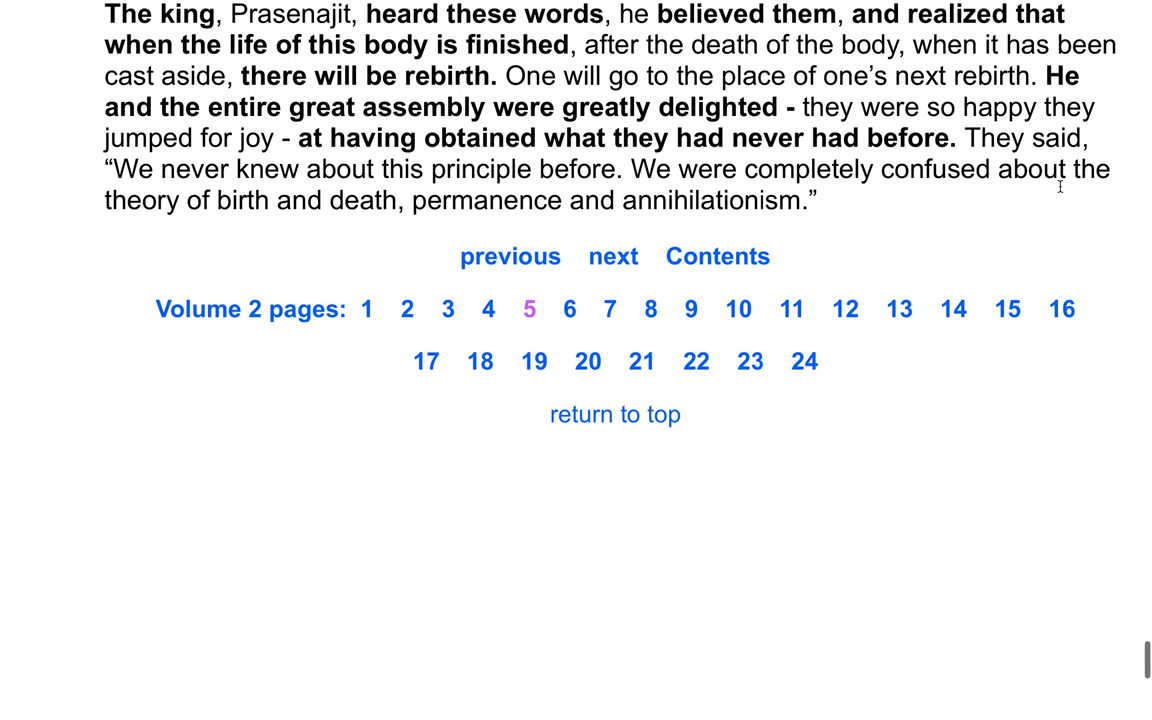 The king, Prasenajit, heard these words, he believed them, and realized that
when the life of this body is finished, after the death of the body, when it has been
cast aside, there will be rebirth. One will go to the place of one’s next rebirth. He
and the entire great assembly were greatly delighted - they were so happy they
jumped for joy - at having obtained what they had never had before. They said,
“We never knew about this principle before. We were completely confused about the
theory of birth and death, permanence and annihilationism.”
previous next Contents
Volume 2 pages: 1 2 3 4 5 6 7 8 9 10 11 12 13 14 15 16
17 18 19 20 21 22 23 24
return to top